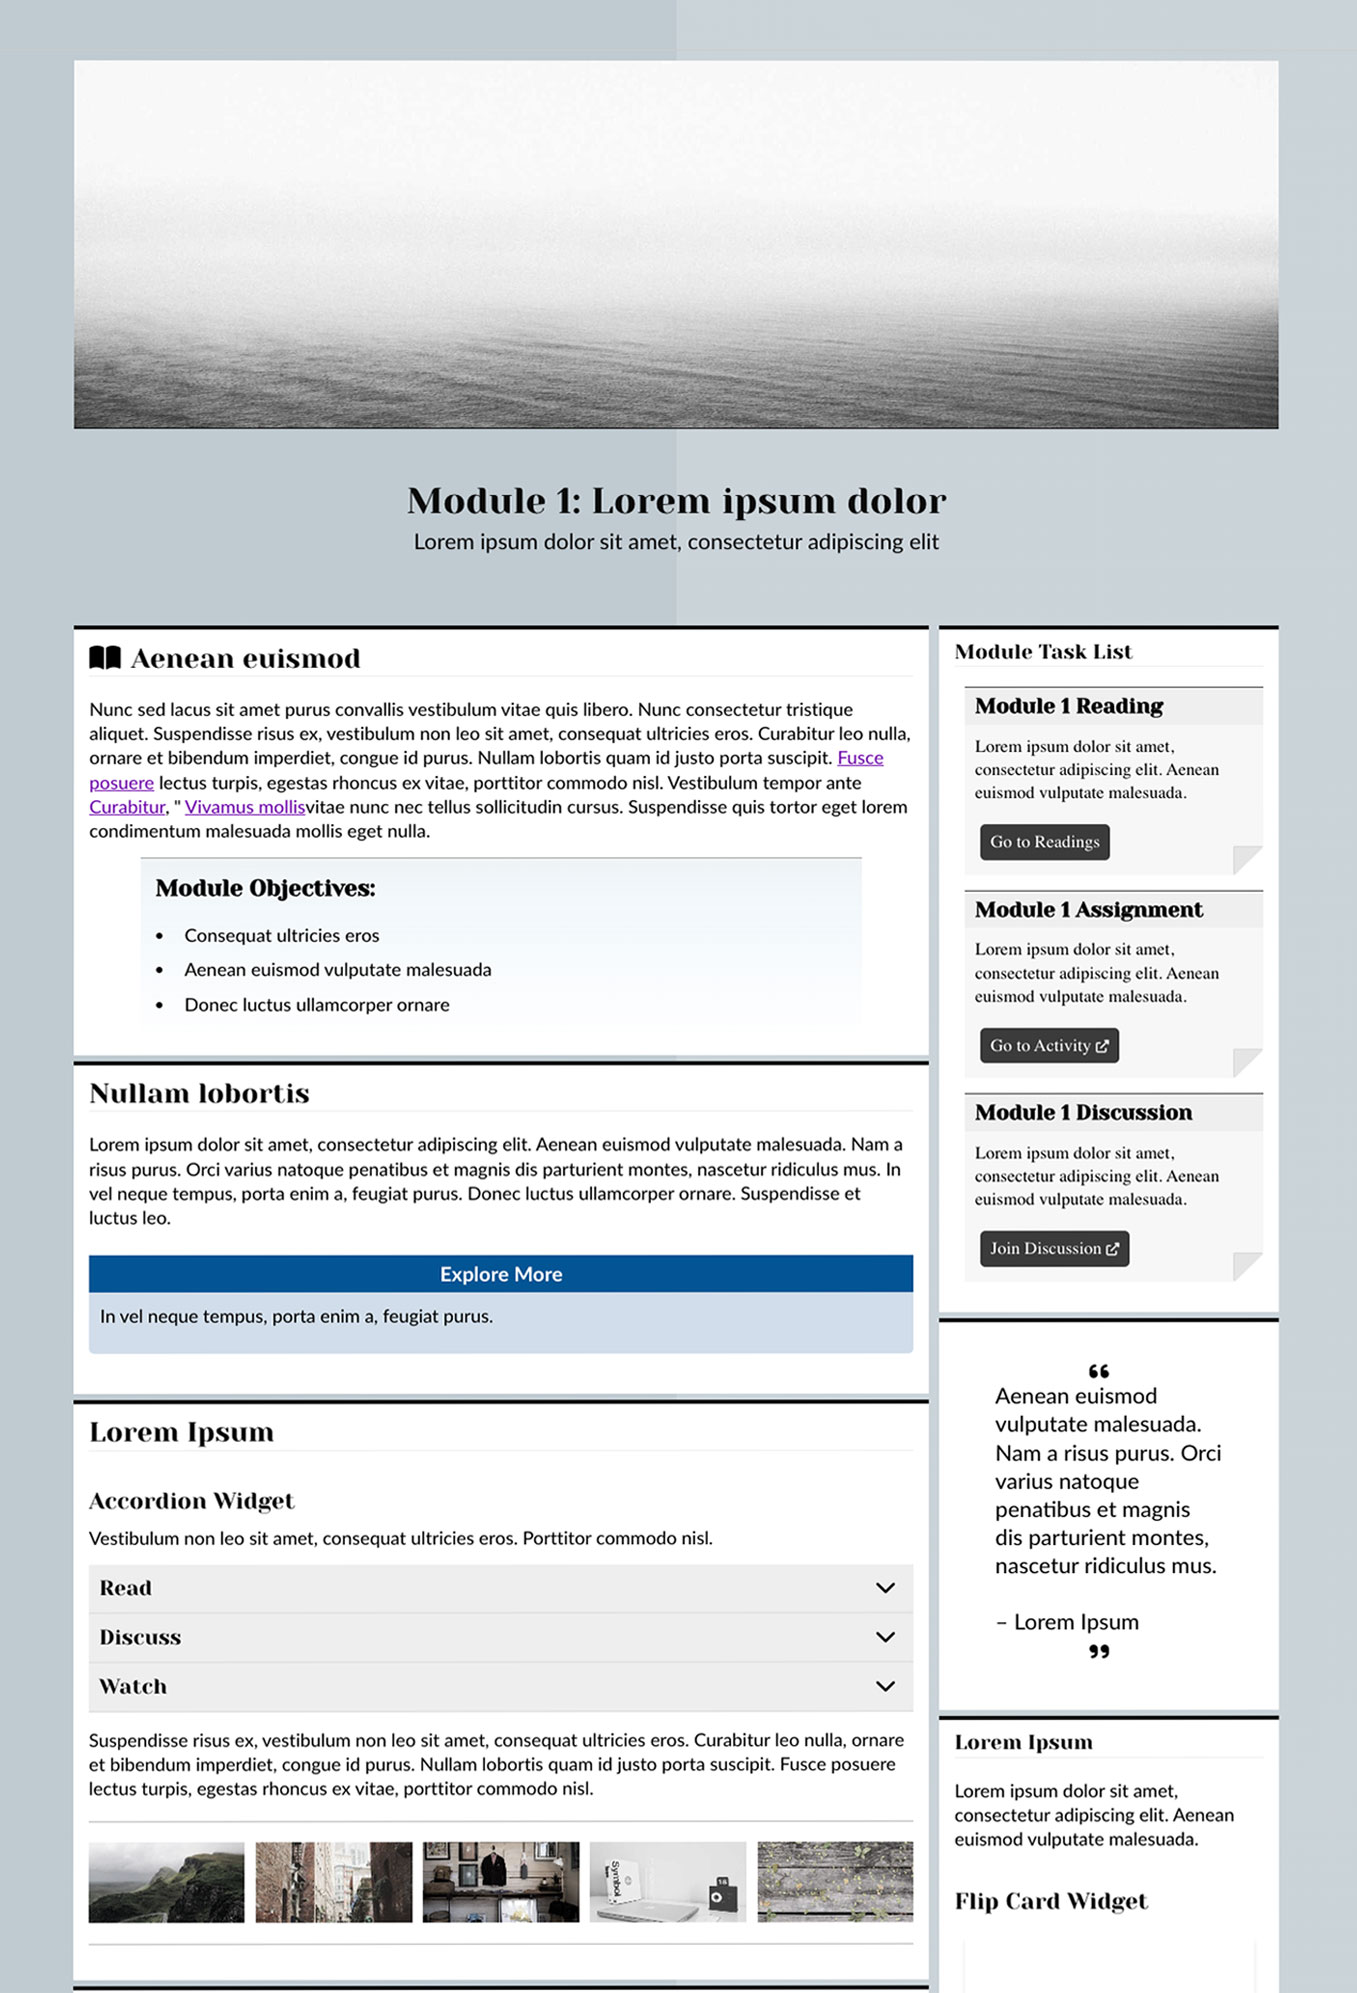 Module 1: Lorem ipsum dolor
Lorem ipsum dolor sit amet, consectetur adipiscing elit
Aenean euismod
Nunc sed lacus sit amet purus convallis vestibulum vitae quis libero. Nunc consectetur tristique
aliquet. Suspendisse risus ex, vestibulum non leo sit amet, consequat ultricies eros. Curabitur leo nulla,
ornare et bibendum imperdiet, congue id purus. Nullam lobortis quam id justo porta suscipit. Fusce
posuere lectus turpis, egestas rhoncus ex vitae, porttitor commodo nisl. Vestibulum tempor ante
Curabitur, " Vivamus mollisvitae nunc nec tellus sollicitudin cursus. Suspendisse quis tortor eget lorem
condimentum malesuada mollis eget nulla.
Module Objectives:
• Consequat ultricies eros
• Aenean euismod vulputate malesuada
• Donec luctus ullamcorper ornare
Nullam lobortis
Lorem ipsum dolor sit amet, consectetur adipiscing elit. Aenean euismod vulputate malesuada. Nam a
risus purus. Orci varius natoque penatibus et magnis dis parturient montes, nascetur ridiculus mus. In
vel neque tempus, porta enim a, feugiat purus. Donec luctus ullamcorper ornare. Suspendisse et
luctus leo.
Explore More
In vel neque tempus, porta enim a, feugiat purus.
Lorem Ipsum
Accordion Widget
Vestibulum non leo sit amet, consequat ultricies eros. Porttitor commodo nisl.
Read
Discuss
Watch
Suspendisse risus ex, vestibulum non leo sit amet, consequat ultricies eros. Curabitur leo nulla, ornare
et bibendum imperdiet, congue id purus. Nullam lobortis quam id justo porta suscipit. Fusce posuere
lectus turpis, egestas rhoncus ex vitae, porttitor commodo nisl.
Symbol
18
Module Task List
Module 1 Reading
Lorem ipsum dolor sit amet,
consectetur adipiscing elit. Aenean
euismod vulputate malesuada.
Go to Readings
Module 1 Assignment
Lorem ipsum dolor sit amet,
consectetur adipiscing elit. Aenean
euismod vulputate malesuada.
Go to Activity
Module 1 Discussion
Lorem ipsum dolor sit amet,
consectetur adipiscing elit. Aenean
euismod vulputate malesuada.
Join Discussion
“
Aenean euismod
vulputate malesuada.
Nam a risus purus. Orci
varius natoque
penatibus et magnis
dis parturient montes,
nascetur ridiculus mus.
– Lorem Ipsum
”
Lorem Ipsum
Lorem ipsum dolor sit amet,
consectetur adipiscing elit. Aenean
euismod vulputate malesuada.
Flip Card Widget